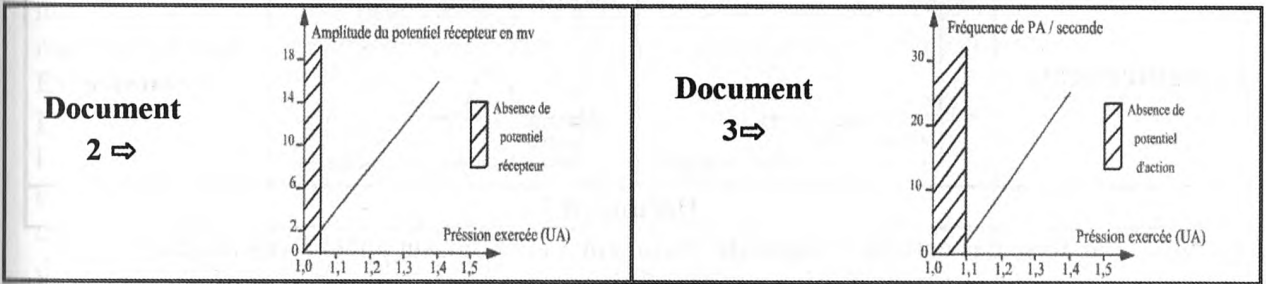 Document
2 ⇨
Amplitude du potentiel récepteur en mv
18
14
10
6
2
0
1,0
1,1
1,2
1,3
1,4
1,5
Préssion exercée (UA)
Absence de
potentiel
récepteur
Document
3⇨
Fréquence de PA / seconde
30
20
10
0
1,0
1,1
1,2
1,3
1,4
1,5
Préssion exercée (UA)
Absence de
potentiel
d'action